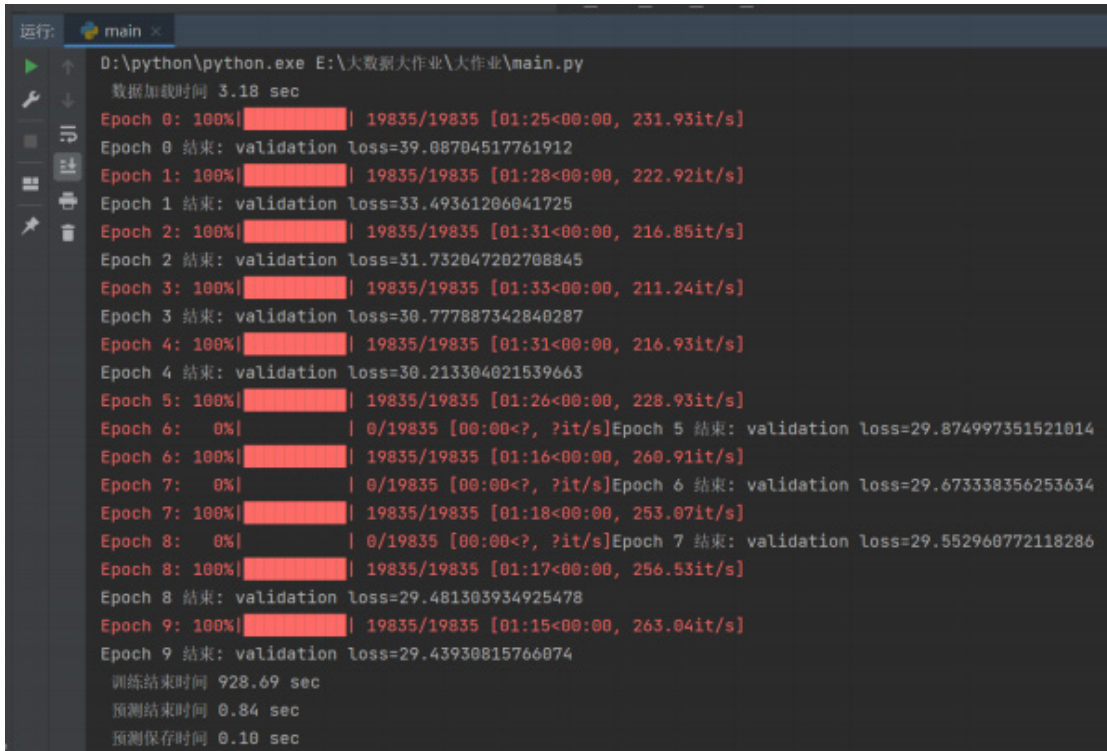 运行: main ×
D:\python\python.exe E:\大数据大作业\大作业\main.py
数据加载时间 3.18 sec
Epoch 0: 100%|██████████| 19835/19835 [01:25<00:00, 231.93it/s]
Epoch 0 结束: validation loss=39.08704517761912
Epoch 1: 100%|██████████| 19835/19835 [01:28<00:00, 222.92it/s]
Epoch 1 结束: validation loss=33.49361206041725
Epoch 2: 100%|██████████| 19835/19835 [01:31<00:00, 216.85it/s]
Epoch 2 结束: validation loss=31.732047202708845
Epoch 3: 100%|██████████| 19835/19835 [01:33<00:00, 211.24it/s]
Epoch 3 结束: validation loss=30.777887342840287
Epoch 4: 100%|██████████| 19835/19835 [01:31<00:00, 216.93it/s]
Epoch 4 结束: validation loss=30.213304021539663
Epoch 5: 100%|██████████| 19835/19835 [01:26<00:00, 228.93it/s]
Epoch 6:   0%|          | 0/19835 [00:00<?, ?it/s]Epoch 5 结束: validation loss=29.874997351521014
Epoch 6: 100%|██████████| 19835/19835 [01:16<00:00, 260.91it/s]
Epoch 7:   0%|          | 0/19835 [00:00<?, ?it/s]Epoch 6 结束: validation loss=29.673338356253634
Epoch 7: 100%|██████████| 19835/19835 [01:18<00:00, 253.07it/s]
Epoch 8:   0%|          | 0/19835 [00:00<?, ?it/s]Epoch 7 结束: validation loss=29.552960772118286
Epoch 8: 100%|██████████| 19835/19835 [01:17<00:00, 256.53it/s]
Epoch 8 结束: validation loss=29.481303934925478
Epoch 9: 100%|██████████| 19835/19835 [01:15<00:00, 263.04it/s]
Epoch 9 结束: validation loss=29.43930815766074
训练结束时间 928.69 sec
预测结束时间 0.84 sec
预测保存时间 0.10 sec